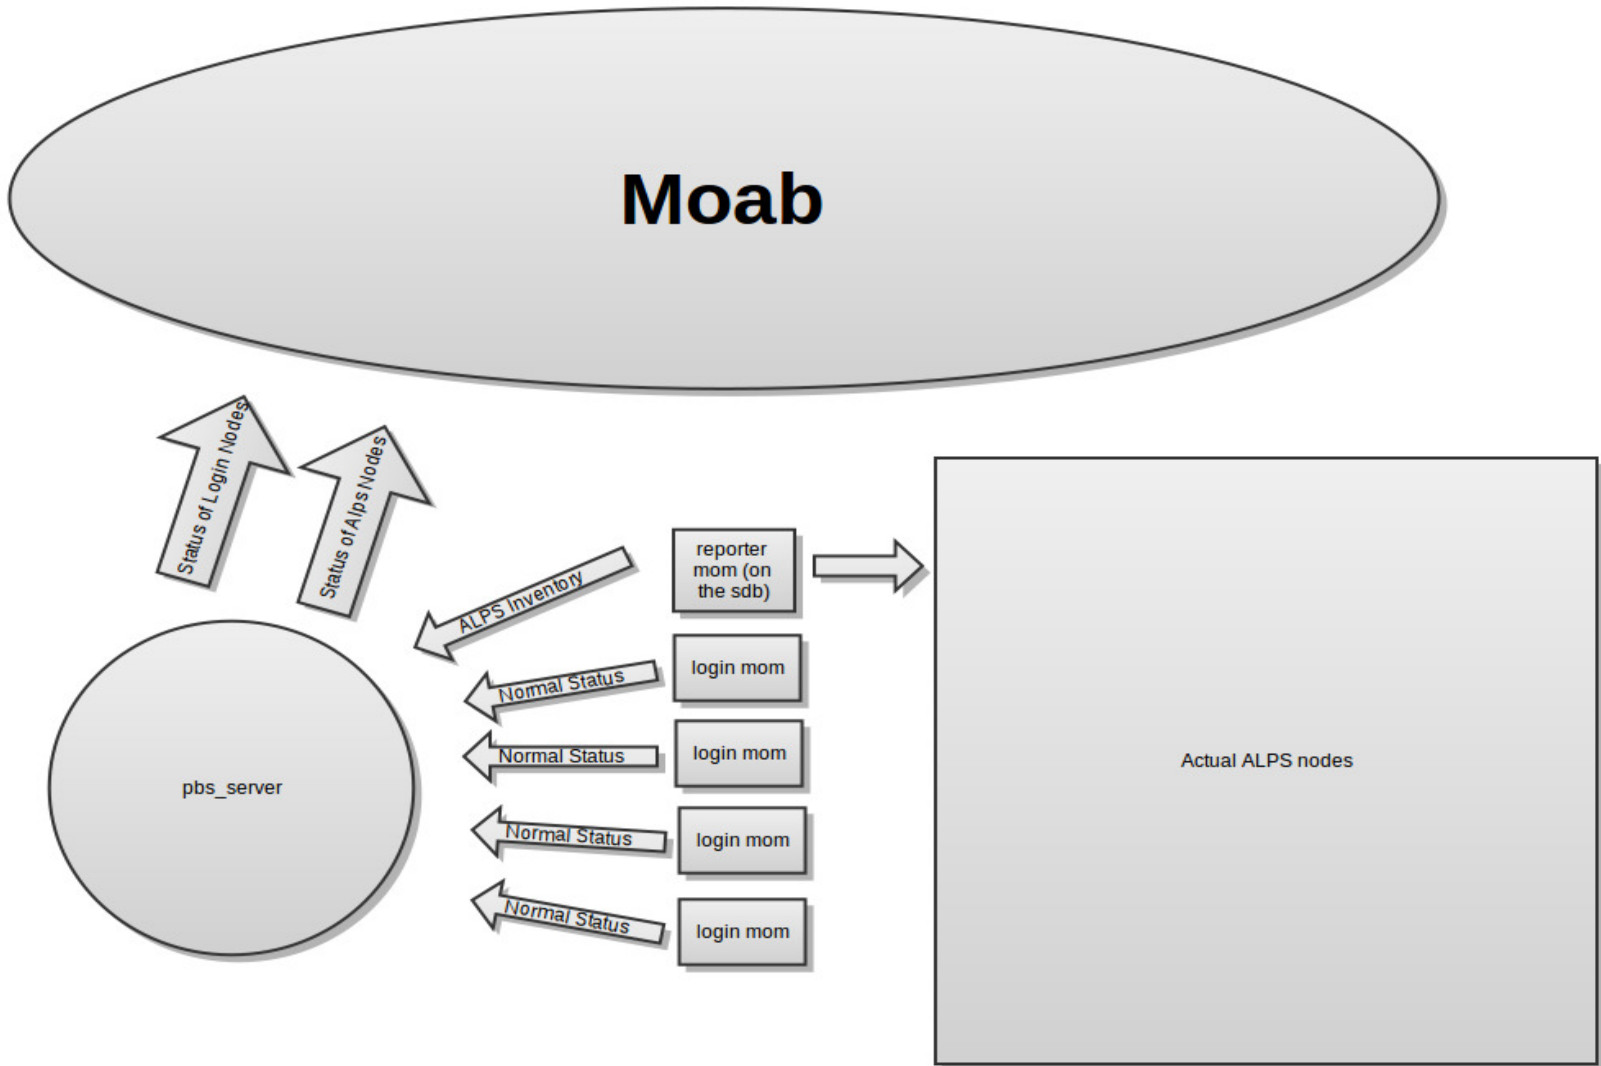 Moab
Status of Login Nodes
Status of Alps Nodes
reporter
mom (on
the sdb)
ALPS Inventory
login mom
Normal Status
login mom
Normal Status
Actual ALPS nodes
pbs_server
login mom
Normal Status
login mom
Normal Status